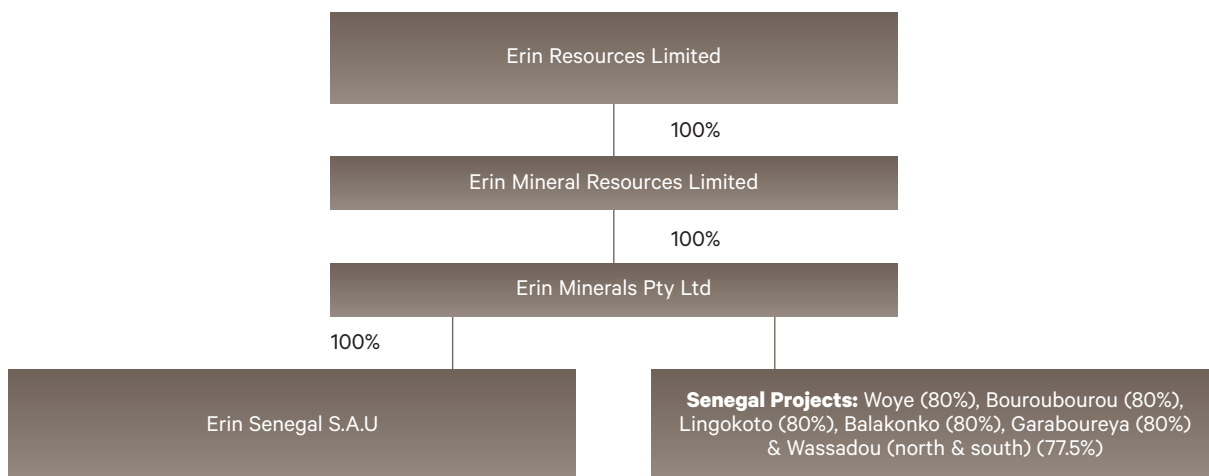 Erin Resources Limited
100%
Erin Mineral Resources Limited
100%
Erin Minerals Pty Ltd
100%
Erin Senegal S.A.U
Senegal Projects: Woye (80%), Bouroubourou (80%),
Lingokoto (80%), Balakonko (80%), Garaboureya (80%)
& Wassadou (north & south) (77.5%)